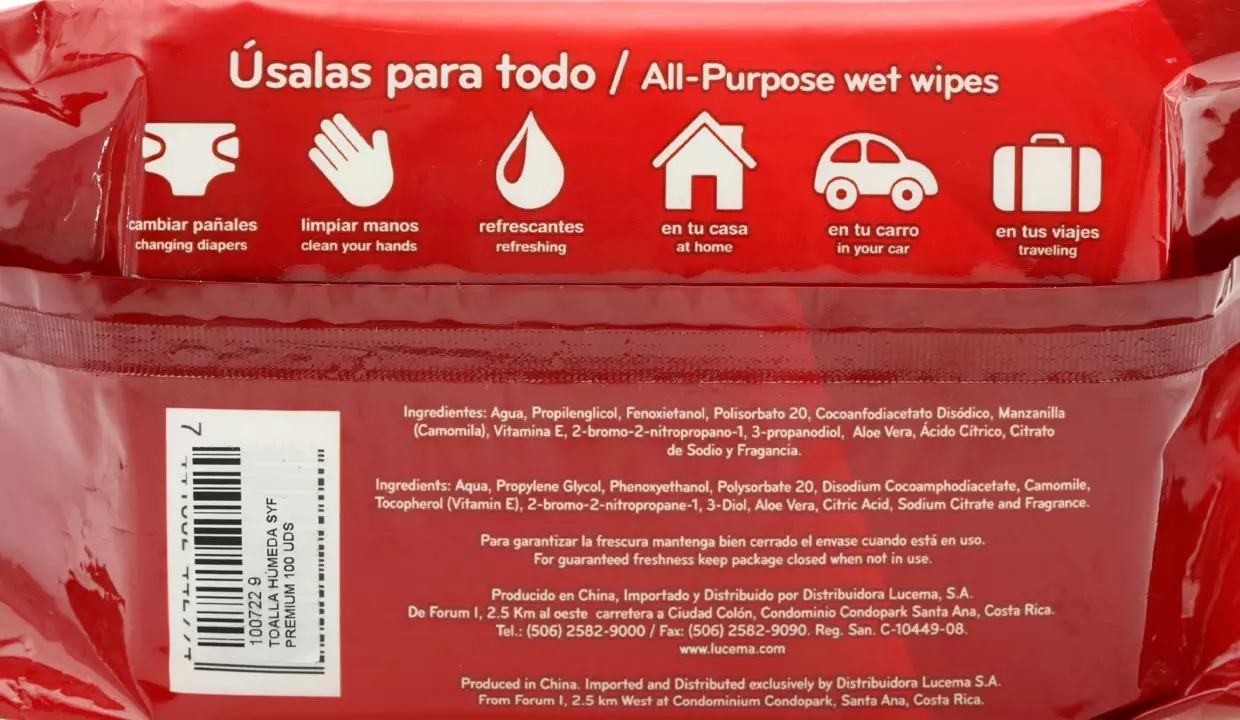 Úsalas para todo / All-Purpose wet wipes
cambiar pañales
changing diapers
limpiar manos
clean your hands
refrescantes
refreshing
en tu casa
at home
en tu carro
in your car
en tus viajes
traveling
Ingredientes: Agua, Propilenglicol, Fenoxietanol, Polisorbato 20, Cocoanfodiacetato Disódico, Manzanilla
(Camomila), Vitamina E, 2-bromo-2-nitropropano-1, 3-propanodiol, Aloe Vera, Ácido Cítrico, Citrato
de Sodio y Fragancia.
Ingredients: Aqua, Propylene Glycol, Phenoxyethanol, Polysorbate 20, Disodium Cocoamphodiacetate, Camomile,
Tocopherol (Vitamin E), 2-bromo-2-nitropropane-1, 3-Diol, Aloe Vera, Citric Acid, Sodium Citrate and Fragrance.
Para garantizar la frescura mantenga bien cerrado el envase cuando está en uso.
For guaranteed freshness keep package closed when not in use.
Producido en China, Importado y Distribuido por Distribuidora Lucema, S.A.
De Forum I, 2.5 Km al oeste carretera a Ciudad Colón, Condominio Condopark Santa Ana, Costa Rica.
Tel.: (506) 2582-9000 / Fax: (506) 2582-9090. Reg. San. C-10449-08.
www.lucema.com
Produced in China. Imported and Distributed exclusively by Distribuidora Lucema S.A.
From Forum I, 2.5 km West at Condominium Condopark, Santa Ana, Costa Rica.
7
100722 9
TOALLA HÚMEDA SYF
PREMIUM 100 UDS